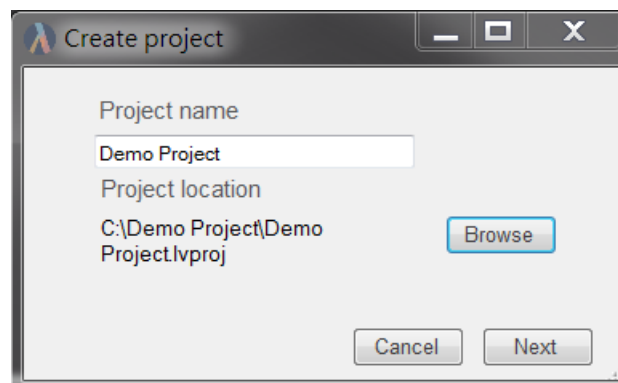 Create project
Project name
Demo Project
Project location
C:\Demo Project\Demo
Project.lvproj
Browse
Cancel
Next